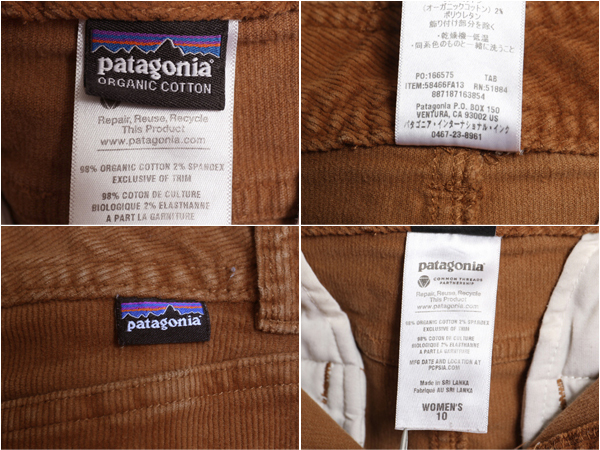 patagonia®
ORGANIC COTTON
Repair, Reuse, Recycle
This Product
www.patagonia.com
98% ORGANIC COTTON 2% SPANDEX
EXCLUSIVE OF TRIM
98% COTON DE CULTURE
BIOLOGIQUE 2% ELASTHANNE
A PART LA GARNITURE
(オーガニックコットン) 2%
ポリウレタン
飾り付け部分を除く
・乾燥機－低温
・同系色のものと一緒に洗うこと
PO:166575 TAB
ITEM:58466FA13 RN:51884
887187163854
Patagonia P.O. BOX 150
VENTURA, CA 93002 US
パタゴニア・インターナショナル・インク
0467-23-8961
patagonia®
patagonia®
COMMON THREADS
PARTNERSHIP
Repair, Reuse, Recycle
This Product
www.patagonia.com
98% ORGANIC COTTON 2% SPANDEX
EXCLUSIVE OF TRIM
98% COTON DE CULTURE
BIOLOGIQUE 2% ELASTHANNE
A PART LA GARNITURE
MFG DATE AND LOCATION AT
PCPSIA.COM
Made in SRI LANKA
Fabriqué AU SRI LANKA
WOMEN'S
10